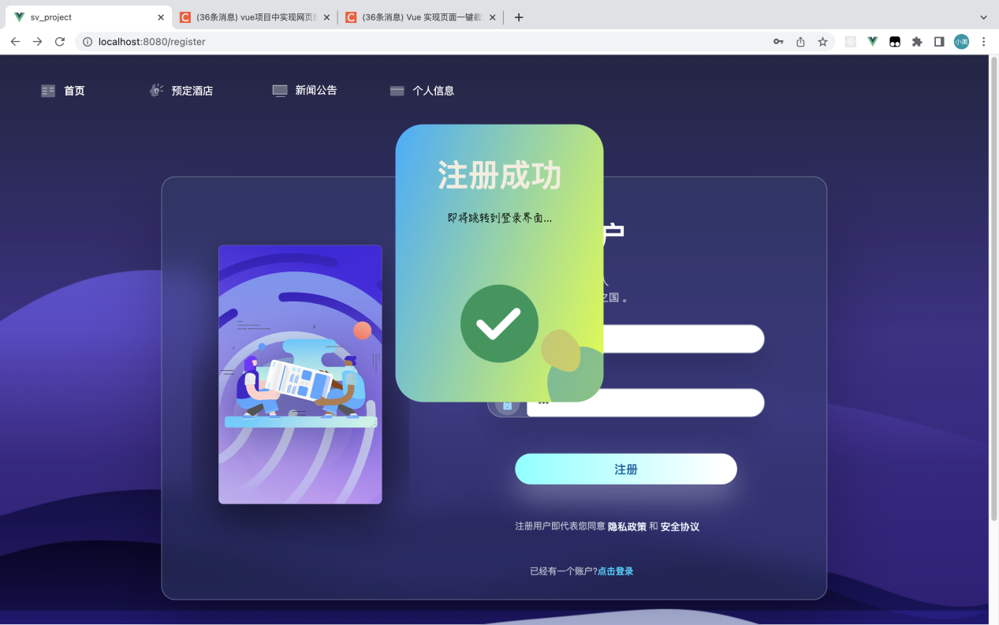 sv_project
(36条消息) vue项目中实现网页的
(36条消息) Vue 实现页面一键截
localhost:8080/register
小美
首页
预定酒店
新闻公告
个人信息
注册成功
即将跳转到登录界面...
户
人
之国 。
•••
注册
注册用户即代表您同意 隐私政策 和 安全协议
已经有一个账户?点击登录